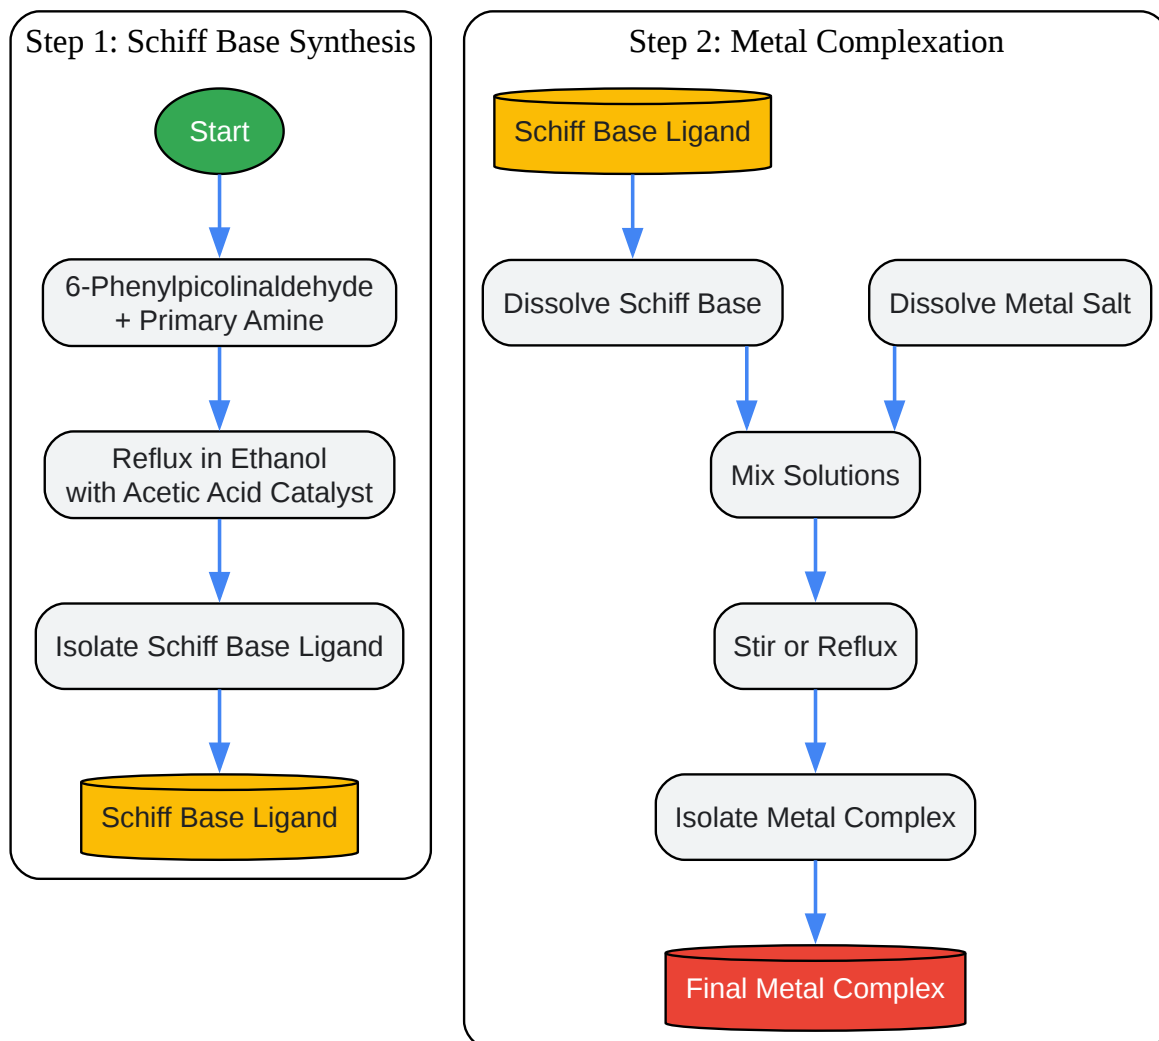 Step 1: Schiff Base Synthesis
Start
6-Phenylpicolinaldehyde
+ Primary Amine
Reflux in Ethanol
with Acetic Acid Catalyst
Isolate Schiff Base Ligand
Schiff Base Ligand
Step 2: Metal Complexation
Schiff Base Ligand
Dissolve Schiff Base
Dissolve Metal Salt
Mix Solutions
Stir or Reflux
Isolate Metal Complex
Final Metal Complex